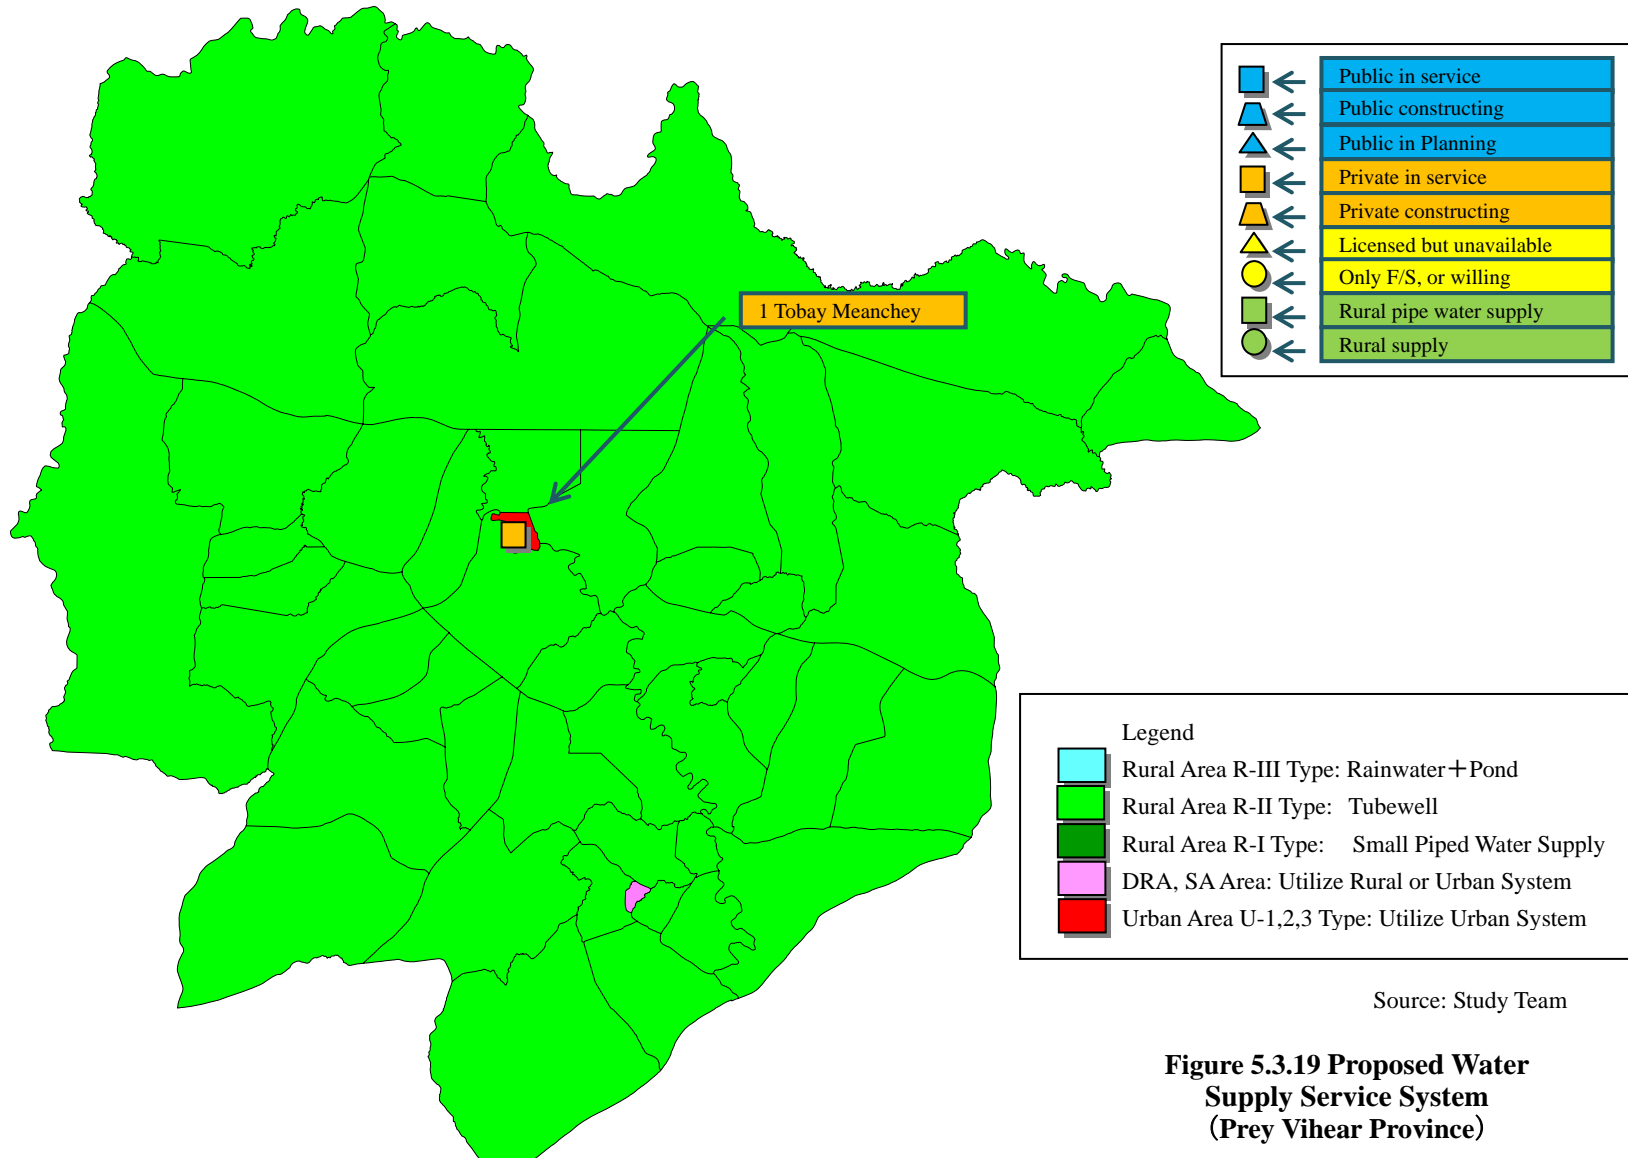 Public in service
Public constructing
Public in Planning
Private in service
Private constructing
Licensed but unavailable
Only F/S, or willing
Rural pipe water supply
Rural supply
1 Tobay Meanchey
Legend
Rural Area R-III Type: Rainwater＋Pond
Rural Area R-II Type: Tubewell
Rural Area R-I Type: Small Piped Water Supply
DRA, SA Area: Utilize Rural or Urban System
Urban Area U-1,2,3 Type: Utilize Urban System
Source: Study Team
Figure 5.3.19 Proposed Water
Supply Service System
（Prey Vihear Province）